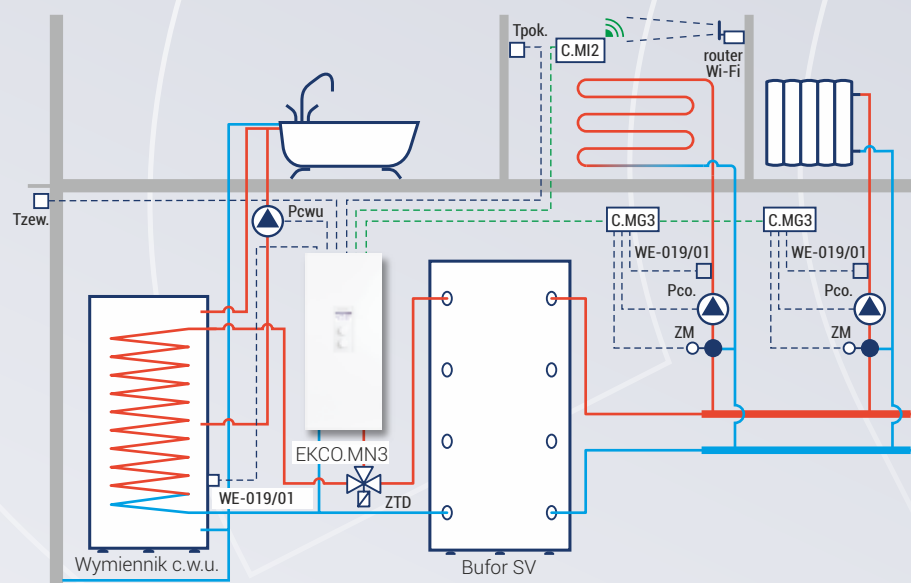 Tpok.
C.MI2
router
Wi-Fi
Tzew.
Pcwu
C.MG3
C.MG3
WE-019/01
WE-019/01
Pco.
Pco.
ZM
ZM
EKCO.MN3
WE-019/01
ZTD
Wymiennik c.w.u.
Bufor SV